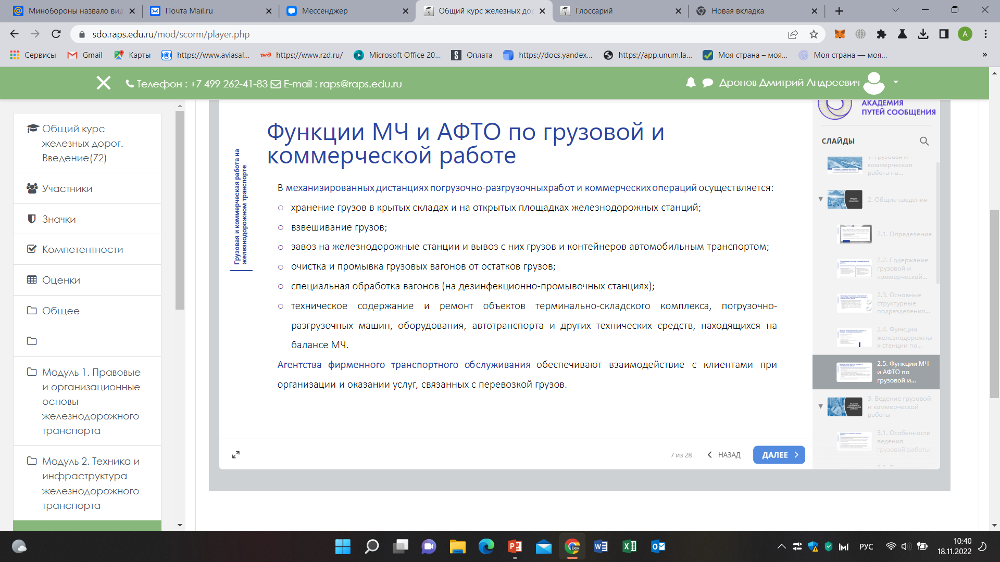 Минобороны назвало вид
Почта Mail.ru
Мессенджер
Общий курс железных дор
Глоссарий
Новая вкладка
sdo.raps.edu.ru/mod/scorm/player.php
A
Сервисы
Gmail
Карты
https://www.aviasal...
https://www.rzd.ru/
Microsoft Office 20...
Оплата
https://docs.yandex...
https://app.unum.la...
Моя страна – моя...
Моя страна — моя...
»
Телефон : +7 499 262-41-83 E-mail : raps@raps.edu.ru
Дронов Дмитрий Андреевич
Общий курс
железных дорог.
Введение(72)
Участники
Значки
Компетентности
Оценки
Общее
Модуль 1. Правовые
и организационные
основы
железнодорожного
транспорта
Модуль 2. Техника и
инфраструктура
железнодорожного
транспорта
Грузовая и коммерческая работа на
железнодорожном транспорте
Функции МЧ и АФТО по грузовой и
коммерческой работе
В механизированных дистанциях погрузочно-разгрузочныхработ и коммерческих операций осуществляется:
хранение грузов в крытых складах и на открытых площадках железнодорожных станций;
взвешивание грузов;
завоз на железнодорожные станции и вывоз с них грузов и контейнеров автомобильным транспортом;
очистка и промывка грузовых вагонов от остатков грузов;
специальная обработка вагонов (на дезинфекционно-промывочных станциях);
техническое содержание и ремонт объектов терминально-складского комплекса, погрузочно-
разгрузочных машин, оборудования, автотранспорта и других технических средств, находящихся на
балансе МЧ.
Агентства фирменного транспортного обслуживания обеспечивают взаимодействие с клиентами при
организации и оказании услуг, связанных с перевозкой грузов.
7 из 28
НАЗАД
ДАЛЕЕ
АКАДЕМИЯ
ПУТЕЙ СООБЩЕНИЯ
СЛАЙДЫ
1. Грузовая и
коммерческая
работа на...
2. Общие сведения
2.1. Определение
2.2. Содержание
грузовой и
коммерческой...
2.3. Основные
структурные
подразделения...
2.4. Функции
железнодорожны
х станции по...
2.5. Функции МЧ
и АФТО по
грузовой и...
3. Ведение грузовой
и коммерческой
работы
3.1. Особенности
ведения
грузовой работы
Dev
РУС
10:40
18.11.2022